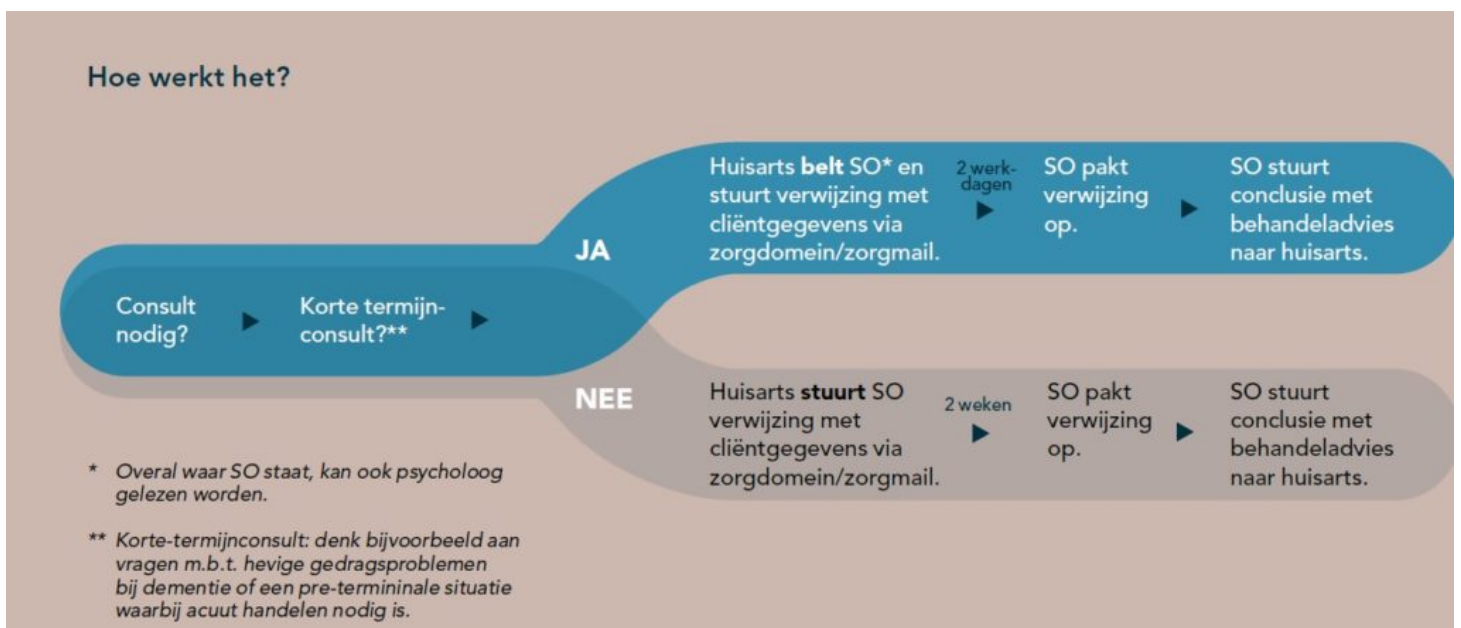 Hoe werkt het?
Consult
nodig?
Korte termijn-
consult?**
JA
Huisarts belt SO* en
stuurt verwijzing met
cliëntgegevens via
zorgdomein/zorgmail.
2 werk-
dagen
SO pakt
verwijzing
op.
SO stuurt
conclusie met
behandeladvies
naar huisarts.
NEE
Huisarts stuurt SO
verwijzing met
cliëntgegevens via
zorgdomein/zorgmail.
2 weken
SO pakt
verwijzing
op.
SO stuurt
conclusie met
behandeladvies
naar huisarts.
* Overal waar SO staat, kan ook psycholoog
gelezen worden.
** Korte-termijnconsult: denk bijvoorbeeld aan
vragen m.b.t. hevige gedragsproblemen
bij dementie of een pre-termininale situatie
waarbij acuut handelen nodig is.